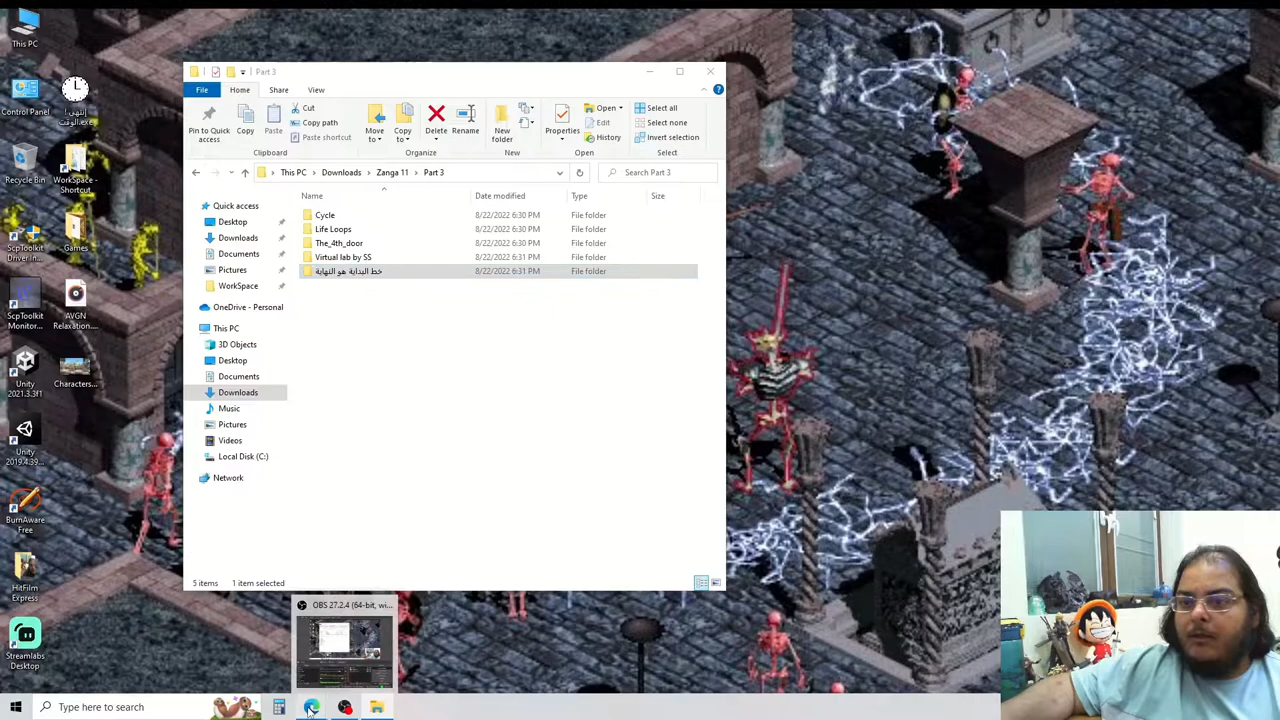 This PC
Control Panel
إنتهى !
الوقت.exe
Recycle Bin
WorkSpace -
Shortcut
ScpToolkit
Driver In...
Games
ScpToolkit
Monitor...
AVGN
Relaxation....
Unity
2021.3.3f1
Characters...
Unity
2019.4.39...
BurnAware
Free
HitFilm
Express
Streamlabs
Desktop
Part 3
File
Home
Share
View
Pin to Quick
access
Copy
Paste
Cut
Copy path
Paste shortcut
Move
to
Copy
to
Delete
Rename
New
folder
Properties
Open
Edit
History
Select all
Select none
Invert selection
Clipboard
Organize
New
Open
Select
This PC
Downloads
Zanga 11
Part 3
Search Part 3
Name
Date modified
Type
Size
Cycle 8/22/2022 6:30 PM File folder
Life Loops 8/22/2022 6:30 PM File folder
The_4th_door 8/22/2022 6:30 PM File folder
Virtual lab by SS 8/22/2022 6:31 PM File folder
خط البداية هو النهاية 8/22/2022 6:31 PM File folder
Quick access
Desktop
Downloads
Documents
Pictures
WorkSpace
OneDrive - Personal
This PC
3D Objects
Desktop
Documents
Downloads
Music
Pictures
Videos
Local Disk (C:)
Network
5 items
1 item selected
OBS 27.2.4 (64-bit, wi...
Type here to search